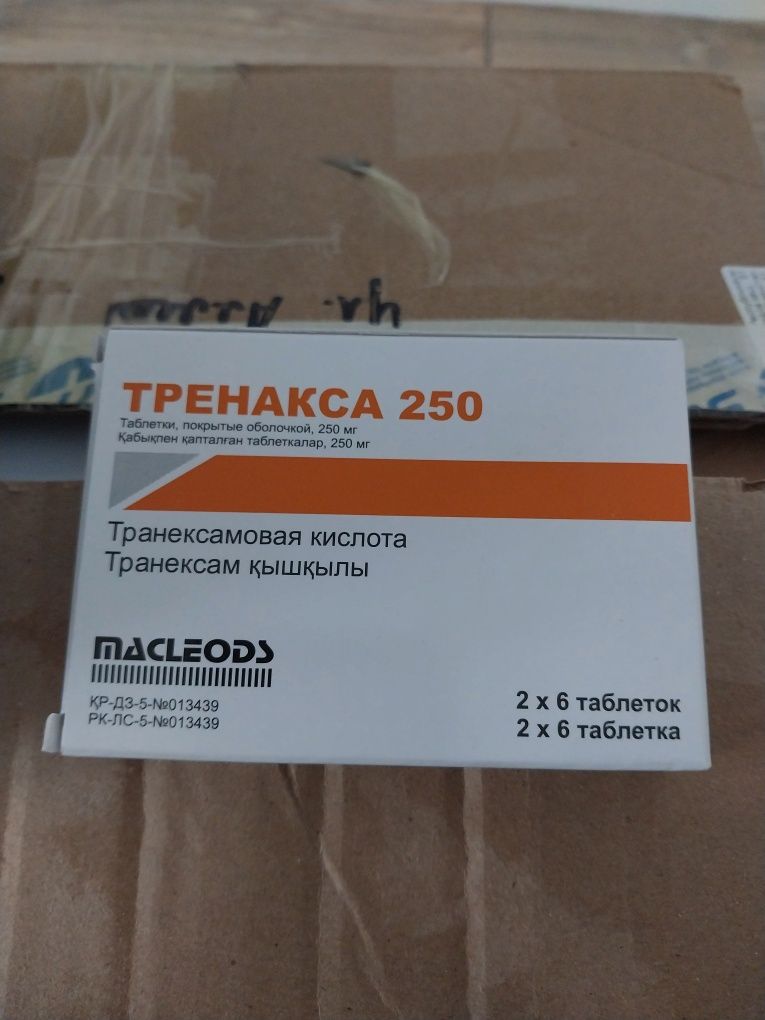 ул.
ТРЕНАКСА 250
Таблетки, покрытые оболочкой, 250 мг
Қабықпен қапталған таблеткалар, 250 мг
Транексамовая кислота
Транексам қышқылы
MACLEODS
ҚР-ДЗ-5-№013439
РК-ЛС-5-№013439
2 x 6 таблеток
2 x 6 таблетка